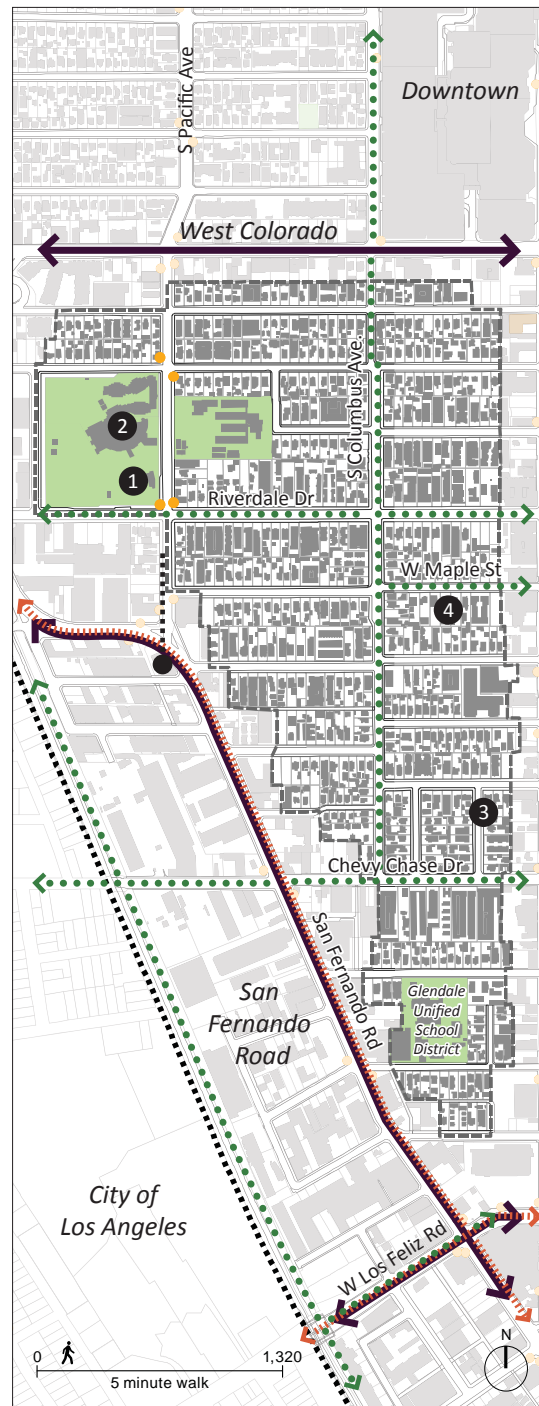 S Pacific Ave
Downtown
West Colorado
S Columbus Ave.
2
1
Riverdale Dr
W Maple St
4
3
Chevy Chase Dr
San Fernando Rd
San
Fernando
Road
Glendale
Unified
School
District
City of
Los Angeles
W Los Feliz Rd
N
0
1,320
5 minute walk